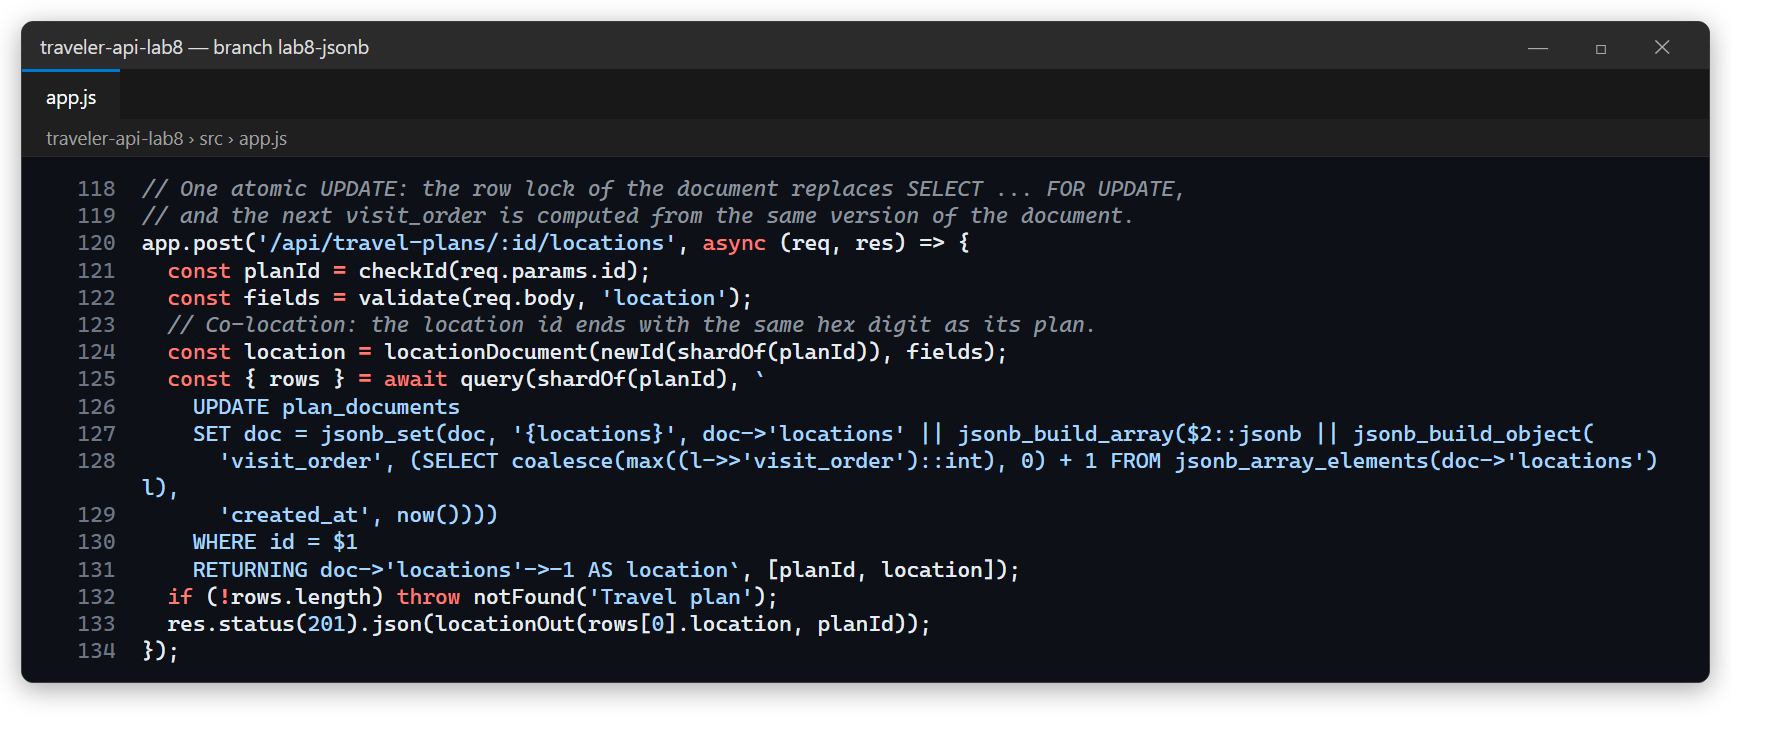 traveler-api-lab8 — branch lab8-jsonb
app.js
traveler-api-lab8 › src › app.js
118 // One atomic UPDATE: the row lock of the document replaces SELECT ... FOR UPDATE,
119 // and the next visit_order is computed from the same version of the document.
120 app.post('/api/travel-plans/:id/locations', async (req, res) => {
121 const planId = checkId(req.params.id);
122 const fields = validate(req.body, 'location');
123 // Co-location: the location id ends with the same hex digit as its plan.
124 const location = locationDocument(newId(shardOf(planId)), fields);
125 const { rows } = await query(shardOf(planId), `
126 UPDATE plan_documents
127 SET doc = jsonb_set(doc, '{locations}', doc->'locations' || jsonb_build_array($2::jsonb || jsonb_build_object(
128 'visit_order', (SELECT coalesce(max((l->>'visit_order')::int), 0) + 1 FROM jsonb_array_elements(doc->'locations')
l),
129 'created_at', now())))
130 WHERE id = $1
131 RETURNING doc->'locations'->-1 AS location`, [planId, location]);
132 if (!rows.length) throw notFound('Travel plan');
133 res.status(201).json(locationOut(rows[0].location, planId));
134 });